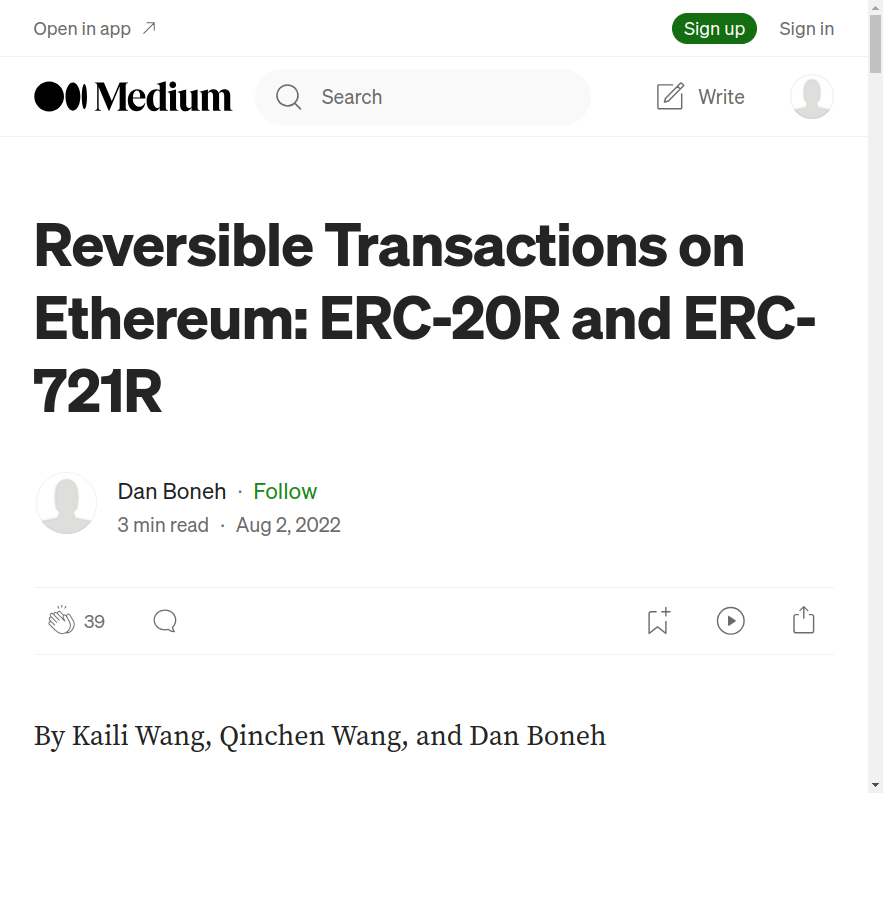 Open in app
Sign up
Sign in
Medium
Search
Write
Reversible Transactions on
Ethereum: ERC-20R and ERC-
721R
Dan Boneh · Follow
3 min read · Aug 2, 2022
39
By Kaili Wang, Qinchen Wang, and Dan Boneh